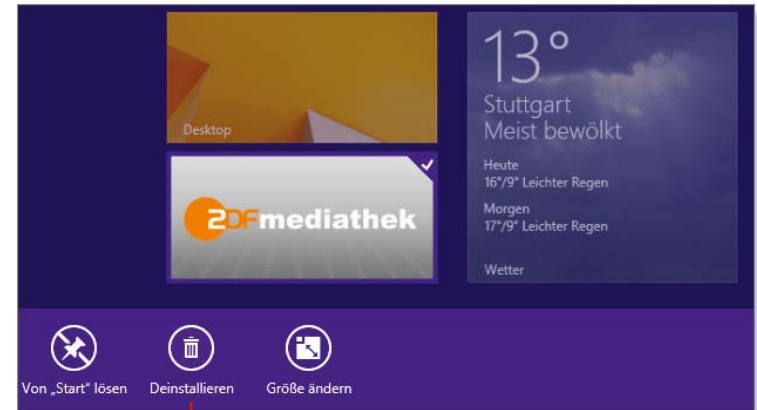 Desktop
ZDFmediathek
13°
Stuttgart
Meist bewölkt
Heute
16°/9° Leichter Regen
Morgen
17°/9° Leichter Regen
Wetter
Von „Start“ lösen
Deinstallieren
Größe ändern